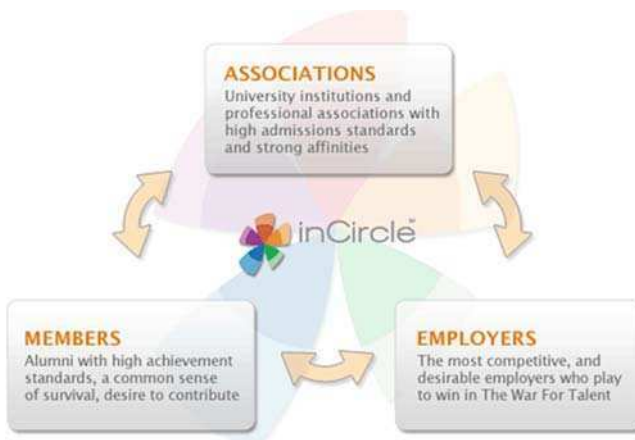 ASSOCIATIONS
University institutions and
professional associations with
high admissions standards
and strong affinities
inCircle™
MEMBERS
Alumni with high achievement
standards, a common sense
of survival, desire to contribute
EMPLOYERS
The most competitive, and
desirable employers who play
to win in The War For Talent